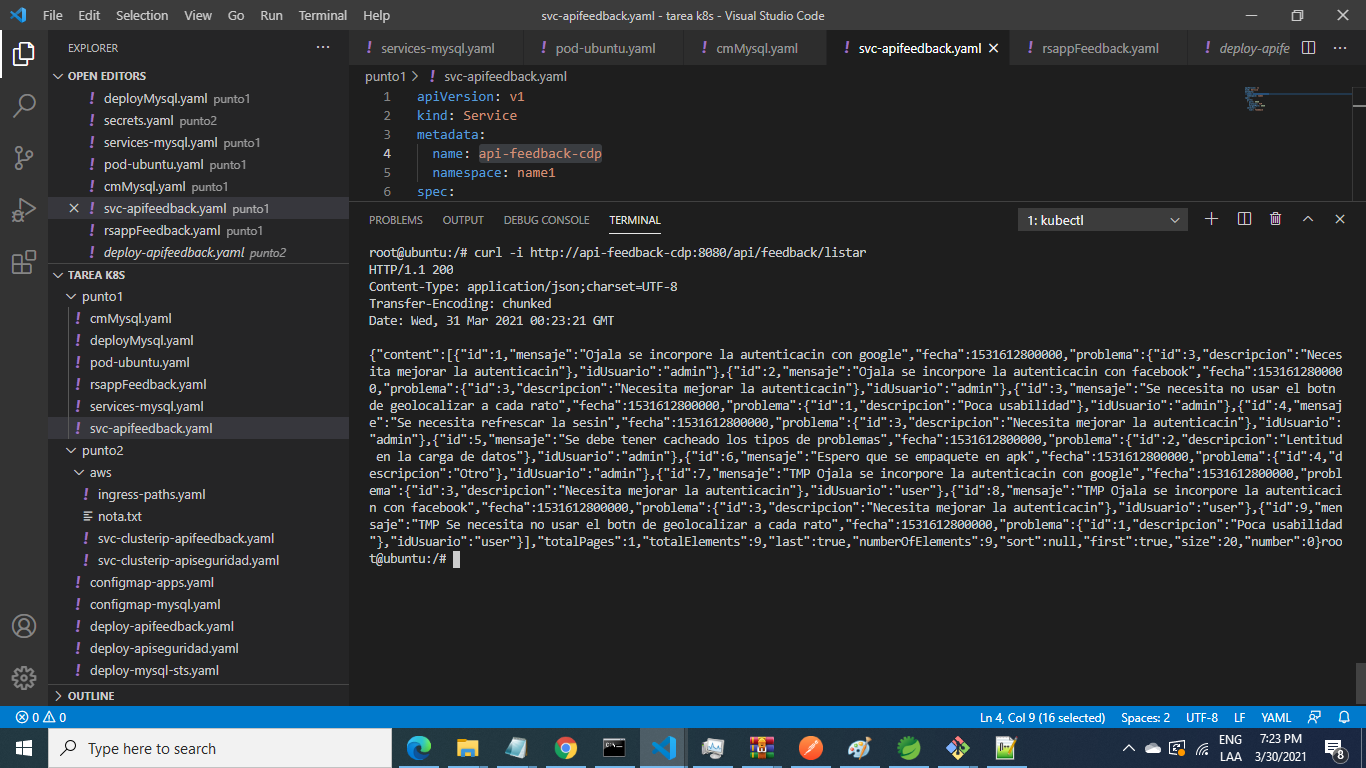 File Edit Selection View Go Run Terminal Help
svc-apifeedback.yaml - tarea k8s - Visual Studio Code
EXPLORER
OPEN EDITORS
deployMysql.yaml punto1
secrets.yaml punto2
services-mysql.yaml punto1
pod-ubuntu.yaml punto1
cmMysql.yaml punto1
svc-apifeedback.yaml punto1
rsappFeedback.yaml punto1
deploy-apifeedback.yaml punto2
TAREA K8S
punto1
cmMysql.yaml
deployMysql.yaml
pod-ubuntu.yaml
rsappFeedback.yaml
services-mysql.yaml
svc-apifeedback.yaml
punto2
aws
ingress-paths.yaml
nota.txt
svc-clusterip-apifeedback.yaml
svc-clusterip-apiseguridad.yaml
configmap-apps.yaml
configmap-mysql.yaml
deploy-apifeedback.yaml
deploy-apiseguridad.yaml
deploy-mysql-sts.yaml
OUTLINE
services-mysql.yaml pod-ubuntu.yaml cmMysql.yaml svc-apifeedback.yaml rsappFeedback.yaml deploy-apife
punto1 > svc-apifeedback.yaml
1 apiVersion: v1
2 kind: Service
3 metadata:
4 name: api-feedback-cdp
5 namespace: name1
6 spec:
PROBLEMS OUTPUT DEBUG CONSOLE TERMINAL 1: kubectl
root@ubuntu:/# curl -i http://api-feedback-cdp:8080/api/feedback/listar
HTTP/1.1 200
Content-Type: application/json;charset=UTF-8
Transfer-Encoding: chunked
Date: Wed, 31 Mar 2021 00:23:21 GMT
{"content":[{"id":1,"mensaje":"Ojala se incorpore la autenticacin con google","fecha":1531612800000,"problema":{"id":3,"descripcion":"Neces
ita mejorar la autenticacin"},"idUsuario":"admin"},{"id":2,"mensaje":"Ojala se incorpore la autenticacin con facebook","fecha":153161280000
0,"problema":{"id":3,"descripcion":"Necesita mejorar la autenticacin"},"idUsuario":"admin"},{"id":3,"mensaje":"Se necesita no usar el botn
de geolocalizar a cada rato","fecha":1531612800000,"problema":{"id":1,"descripcion":"Poca usabilidad"},"idUsuario":"admin"},{"id":4,"mensaj
e":"Se necesita refrescar la sesin","fecha":1531612800000,"problema":{"id":3,"descripcion":"Necesita mejorar la autenticacin"},"idUsuario":
"admin"},{"id":5,"mensaje":"Se debe tener cacheado los tipos de problemas","fecha":1531612800000,"problema":{"id":2,"descripcion":"Lentitud
en la carga de datos"},"idUsuario":"admin"},{"id":6,"mensaje":"Espero que se empaquete en apk","fecha":1531612800000,"problema":{"id":4,"d
escripcion":"Otro"},"idUsuario":"admin"},{"id":7,"mensaje":"TMP Ojala se incorpore la autenticacin con google","fecha":1531612800000,"probl
ema":{"id":3,"descripcion":"Necesita mejorar la autenticacin"},"idUsuario":"user"},{"id":8,"mensaje":"TMP Ojala se incorpore la autenticaci
n con facebook","fecha":1531612800000,"problema":{"id":3,"descripcion":"Necesita mejorar la autenticacin"},"idUsuario":"user"},{"id":9,"men
saje":"TMP Se necesita no usar el botn de geolocalizar a cada rato","fecha":1531612800000,"problema":{"id":1,"descripcion":"Poca usabilidad
"},"idUsuario":"user"}],"totalPages":1,"totalElements":9,"last":true,"numberOfElements":9,"sort":null,"first":true,"size":20,"number":0}roo
t@ubuntu:/#
0 0 Ln 4, Col 9 (16 selected) Spaces: 2 UTF-8 LF YAML
Type here to search
ENG 7:23 PM
LAA 3/30/2021
8